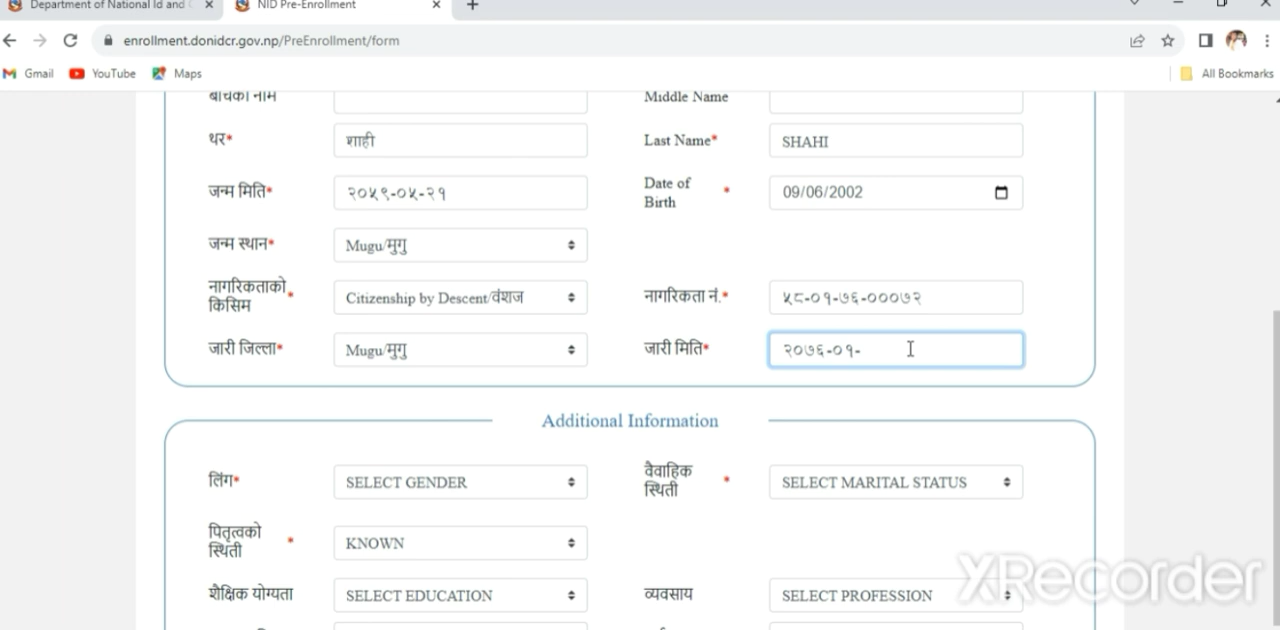 Department of National Id and C
NID Pre-Enrollment
enrollment.donidcr.gov.np/PreEnrollment/form
Gmail YouTube Maps All Bookmarks
बीचको नाम Middle Name
थर* शाही Last Name* SHAHI
जन्म मिति* २०५९-०५-२१ Date of Birth * 09/06/2002
जन्म स्थान* Mugu/मुगु
नागरिकताको किसिम * Citizenship by Descent/वंशज नागरिकता नं.* ५८-०१-७६-०००७२
जारी जिल्ला* Mugu/मुगु जारी मिति* २०७६-०१-
Additional Information
लिंग* SELECT GENDER वैवाहिक स्थिती * SELECT MARITAL STATUS
पितृत्वको स्थिती * KNOWN
शैक्षिक योग्यता SELECT EDUCATION व्यवसाय SELECT PROFESSION
XRecorder